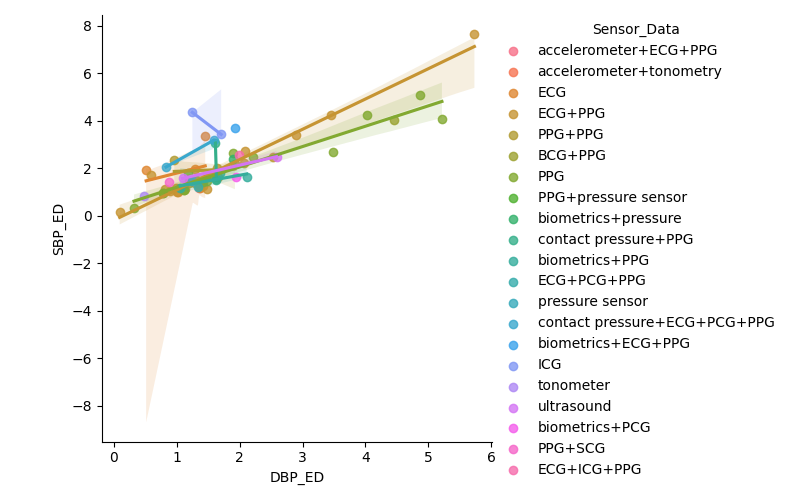 Sensor_Data
accelerometer+ECG+PPG
accelerometer+tonometry
ECG
ECG+PPG
PPG+PPG
BCG+PPG
PPG
PPG+pressure sensor
biometrics+pressure
contact pressure+PPG
biometrics+PPG
ECG+PCG+PPG
pressure sensor
contact pressure+ECG+PCG+PPG
biometrics+ECG+PPG
ICG
tonometer
ultrasound
biometrics+PCG
PPG+SCG
ECG+ICG+PPG
SBP_ED
8
6
4
2
0
−2
−4
−6
−8
0 1 2 3 4 5 6
DBP_ED